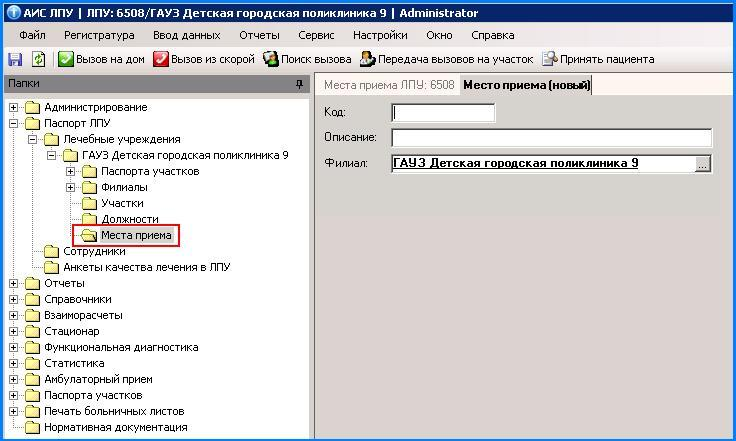 АИС ЛПУ | ЛПУ: 6508/ГАУЗ Детская городская поликлиника 9 | Administrator
Файл Регистратура Ввод данных Отчеты Сервис Настройки Окно Справка
Вызов на дом Вызов из скорой Поиск вызова Передача вызовов на участок Принять пациента
Папки
Администрирование
Паспорт ЛПУ
Лечебные учреждения
ГАУЗ Детская городская поликлиника 9
Паспорта участков
Филиалы
Участки
Должности
Места приема
Сотрудники
Анкеты качества лечения в ЛПУ
Отчеты
Справочники
Взаиморасчеты
Стационар
Функциональная диагностика
Статистика
Амбулаторный прием
Паспорта участков
Печать больничных листов
Нормативная документация
Места приема ЛПУ: 6508 Место приема (новый)
Код:
Описание:
Филиал: ГАУЗ Детская городская поликлиника 9 ...